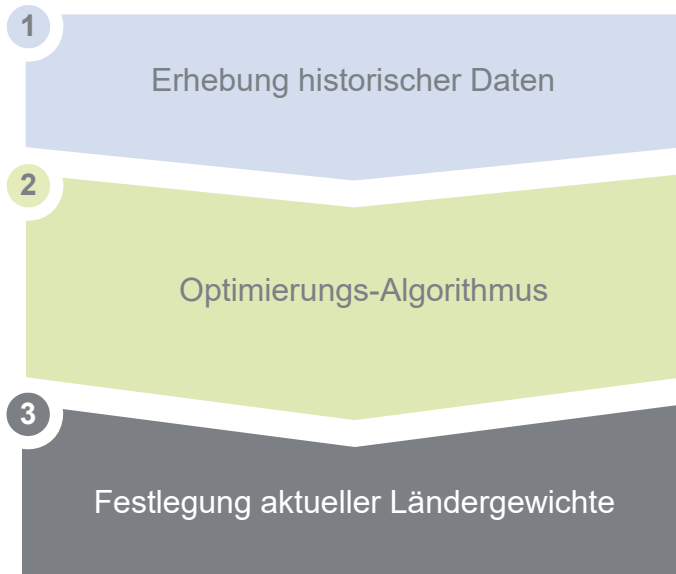 1
Erhebung historischer Daten
2
Optimierungs-Algorithmus
3
Festlegung aktueller Ländergewichte